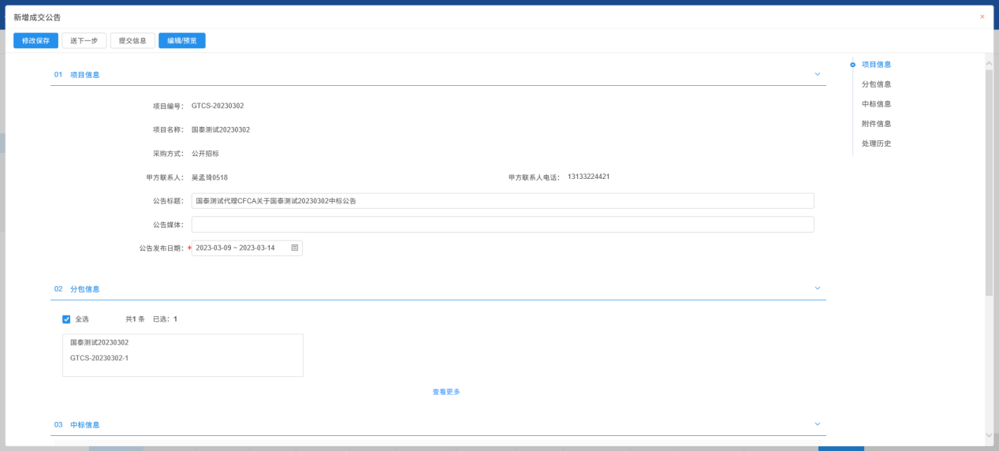 新增成交公告
×
修改保存 送下一步 提交信息 编辑/预览
01 项目信息
项目编号： GTCS-20230302
项目名称： 国泰测试20230302
采购方式： 公开招标
甲方联系人： 吴孟琦0518 甲方联系人电话： 13133224421
公告标题： 国泰测试代理CFCA关于国泰测试20230302中标公告
公告媒体：
公告发布日期： * 2023-03-09 ~ 2023-03-14
02 分包信息
全选 共1 条 已选：1
国泰测试20230302
GTCS-20230302-1
查看更多
03 中标信息
项目信息
分包信息
中标信息
附件信息
处理历史